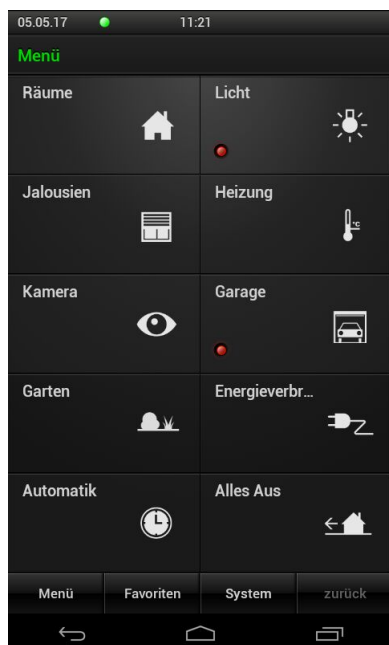 05.05.17 11:21
Menü
Räume Licht
Jalousien Heizung
°C
Kamera Garage
Garten Energieverbr...
Automatik Alles Aus
Menü Favoriten System zurück